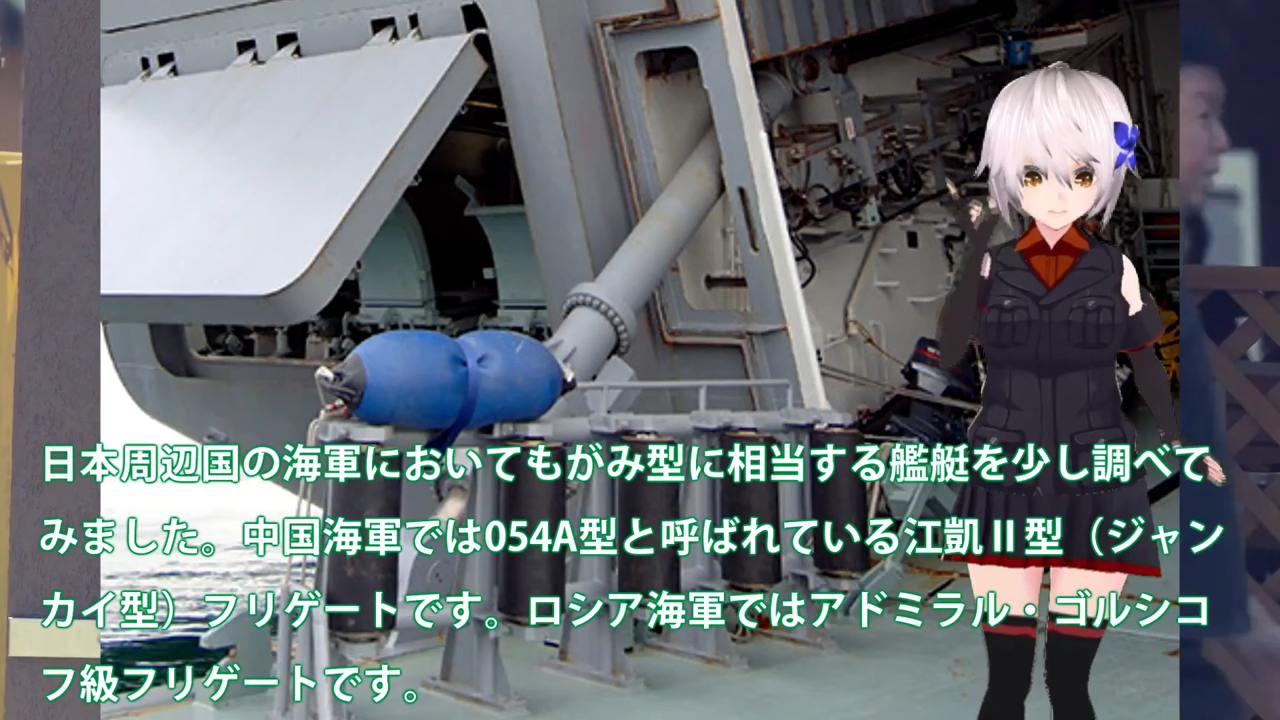 日本周辺国の海軍においてもがみ型に相当する艦艇を少し調べて
みました。中国海軍では054A型と呼ばれている江凱Ⅱ型（ジャン
カイ型）フリゲートです。ロシア海軍ではアドミラル・ゴルシコ
フ級フリゲートです。